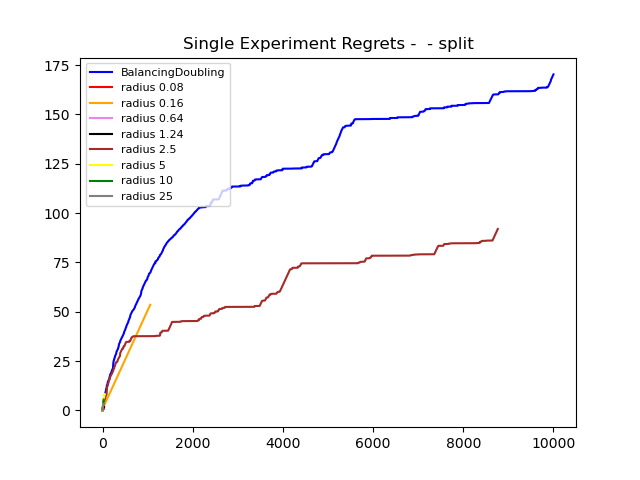 Single Experiment Regrets -  - split
175
150
125
100
75
50
25
0
BalancingDoubling
radius 0.08
radius 0.16
radius 0.64
radius 1.24
radius 2.5
radius 5
radius 10
radius 25
0 2000 4000 6000 8000 10000